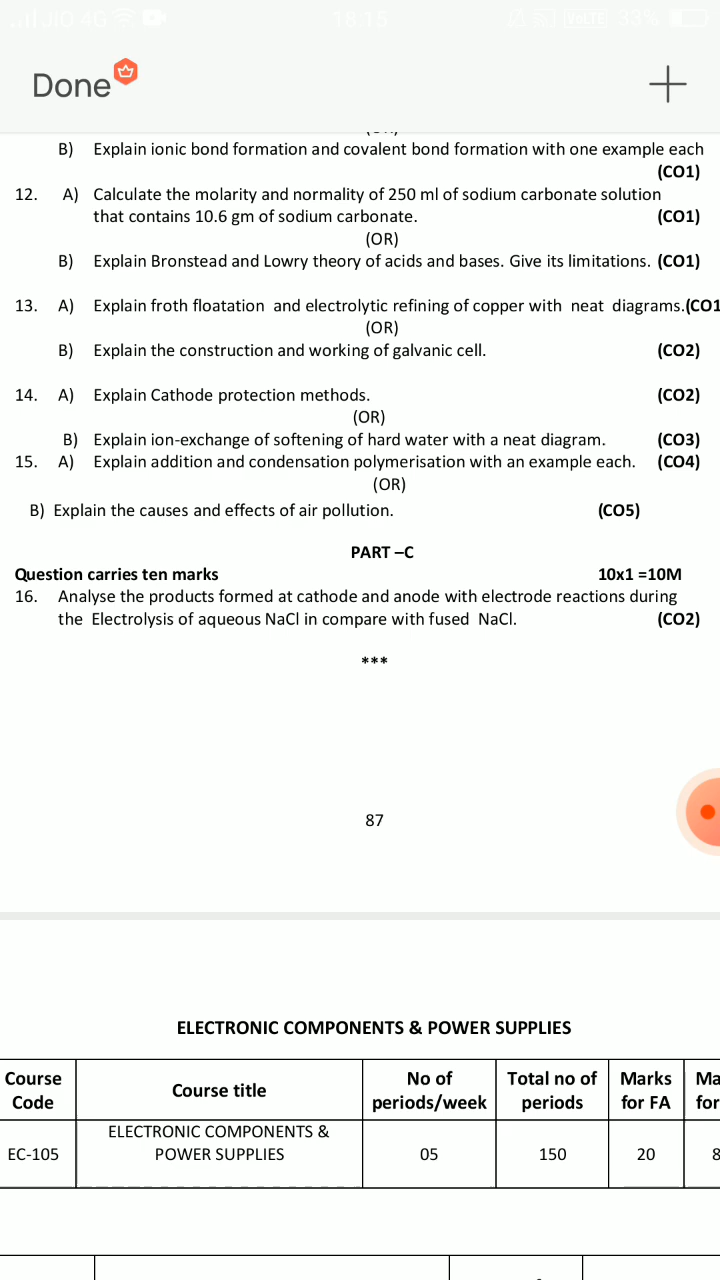 Jio 4G
18:15
VoLTE 33%
Done
B) Explain ionic bond formation and covalent bond formation with one example each
(CO1)
12. A) Calculate the molarity and normality of 250 ml of sodium carbonate solution
that contains 10.6 gm of sodium carbonate. (CO1)
(OR)
B) Explain Bronstead and Lowry theory of acids and bases. Give its limitations. (CO1)
13. A) Explain froth floatation and electrolytic refining of copper with neat diagrams.(CO1
(OR)
B) Explain the construction and working of galvanic cell. (CO2)
14. A) Explain Cathode protection methods. (CO2)
(OR)
B) Explain ion-exchange of softening of hard water with a neat diagram. (CO3)
15. A) Explain addition and condensation polymerisation with an example each. (CO4)
(OR)
B) Explain the causes and effects of air pollution. (CO5)
PART –C
Question carries ten marks 10x1 =10M
16. Analyse the products formed at cathode and anode with electrode reactions during
the Electrolysis of aqueous NaCl in compare with fused NaCl. (CO2)
***
87
ELECTRONIC COMPONENTS & POWER SUPPLIES
Course Code Course title No of periods/week Total no of periods Marks for FA Ma for
EC-105 ELECTRONIC COMPONENTS & POWER SUPPLIES 05 150 20 8